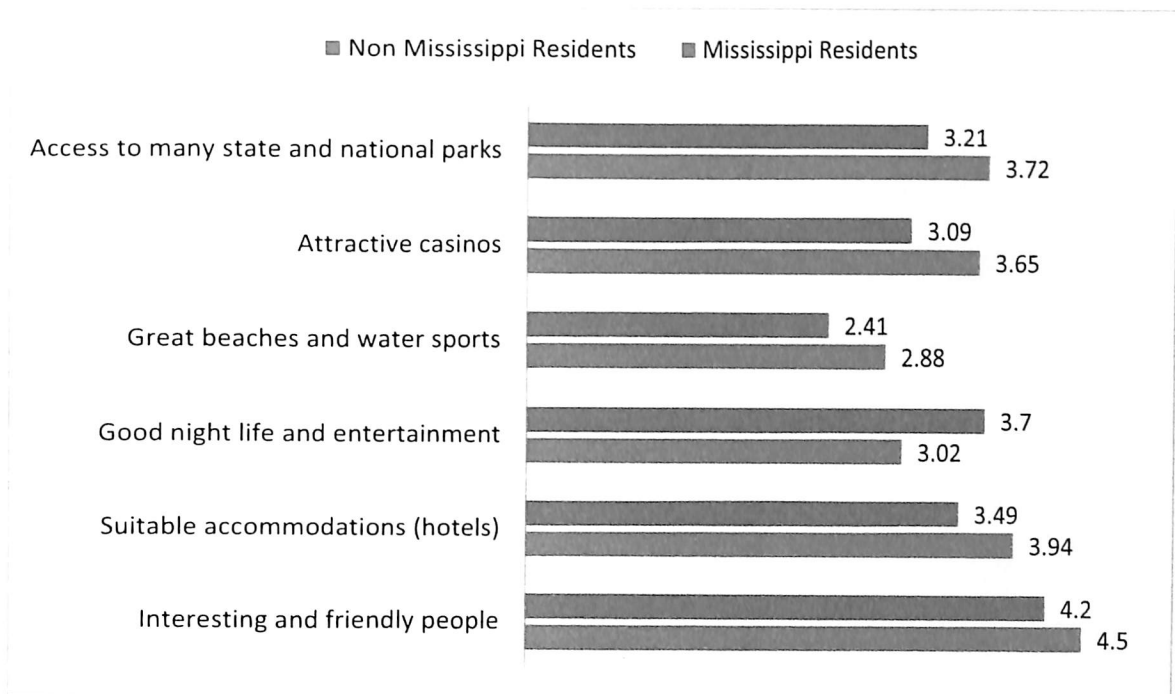 Non Mississippi Residents Mississippi Residents
Access to many state and national parks 3.21
3.72
Attractive casinos 3.09
3.65
Great beaches and water sports 2.41
2.88
Good night life and entertainment 3.7
3.02
Suitable accommodations (hotels) 3.49
3.94
Interesting and friendly people 4.2
4.5